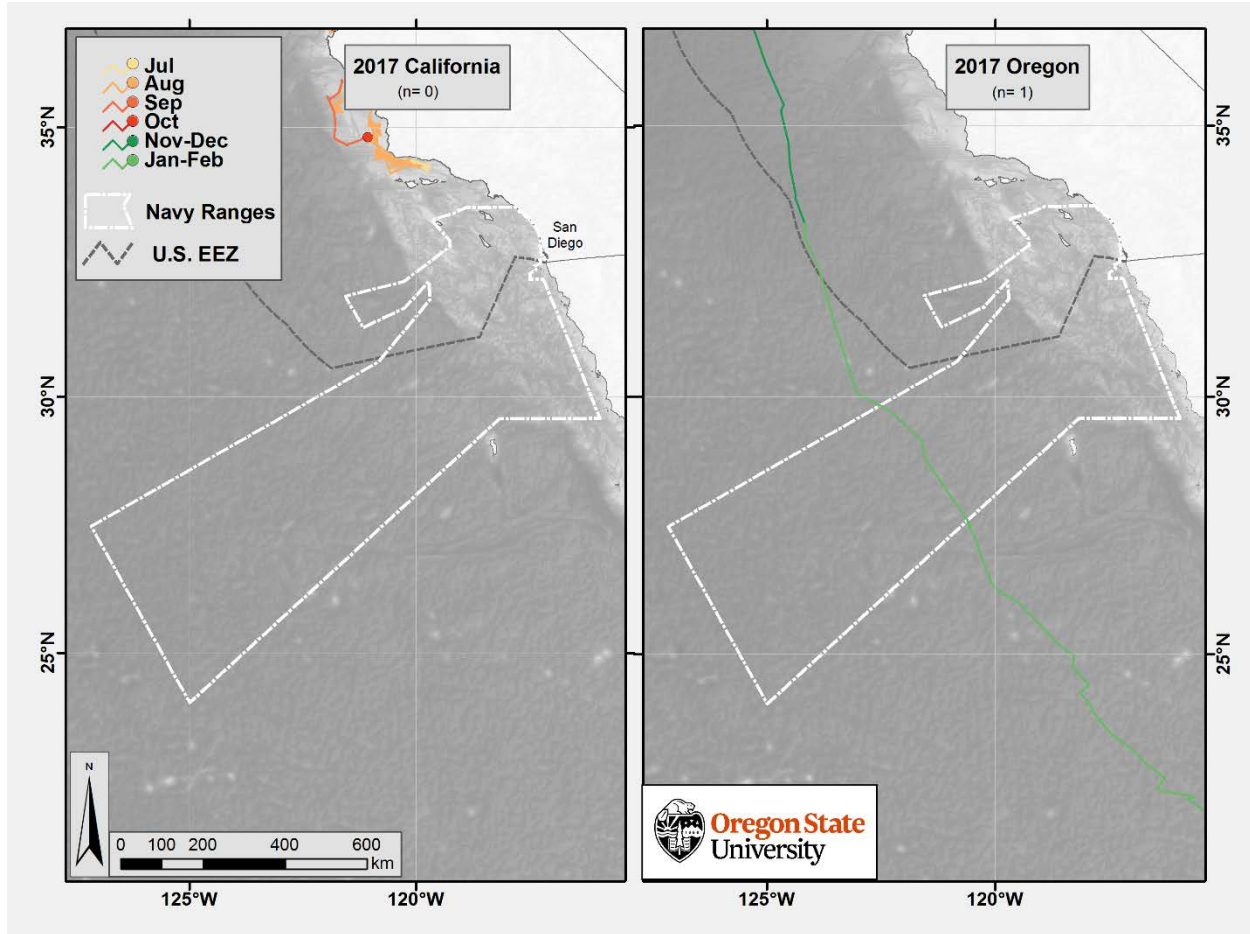 Jul
Aug
Sep
Oct
Nov-Dec
Jan-Feb
Navy Ranges
U.S. EEZ
2017 California
(n= 0)
San
Diego
35°N
30°N
25°N
N
0 100 200 400 600
km
125°W 120°W
2017 Oregon
(n= 1)
San
Diego
35°N
30°N
25°N
Oregon State
University
125°W 120°W